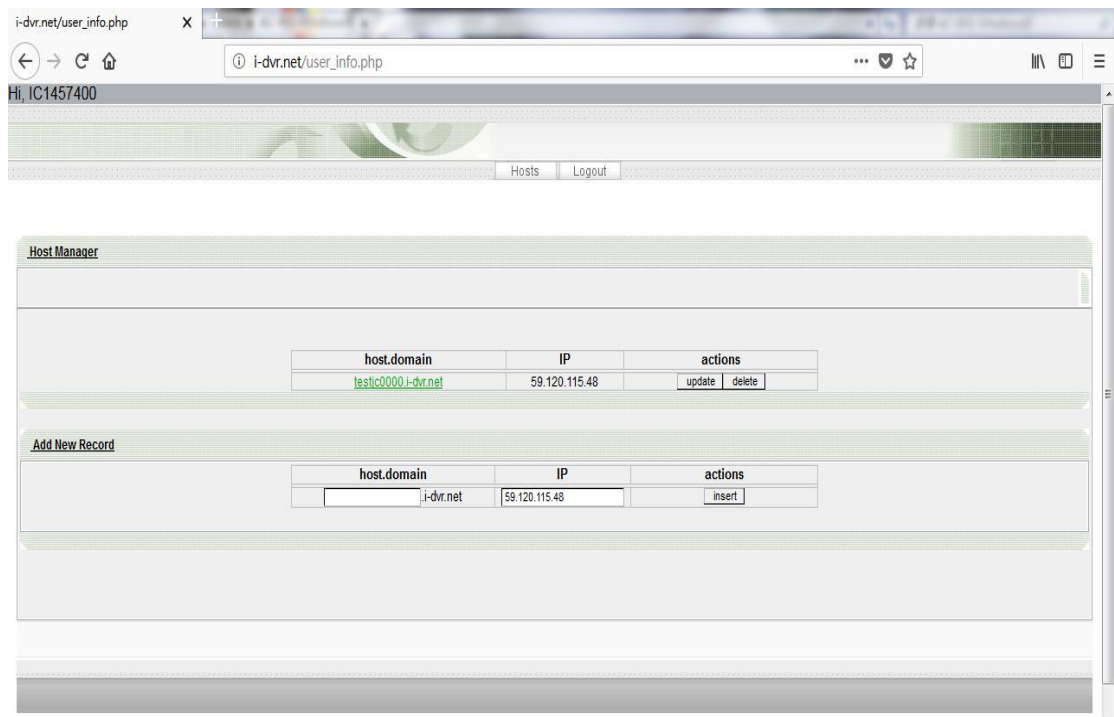 i-dvr.net/user_info.php
i-dvr.net/user_info.php
Hi, IC1457400
Hosts Logout
Host Manager
host.domain IP actions
testic0000.i-dvr.net 59.120.115.48 update delete
Add New Record
host.domain IP actions
.i-dvr.net 59.120.115.48 insert